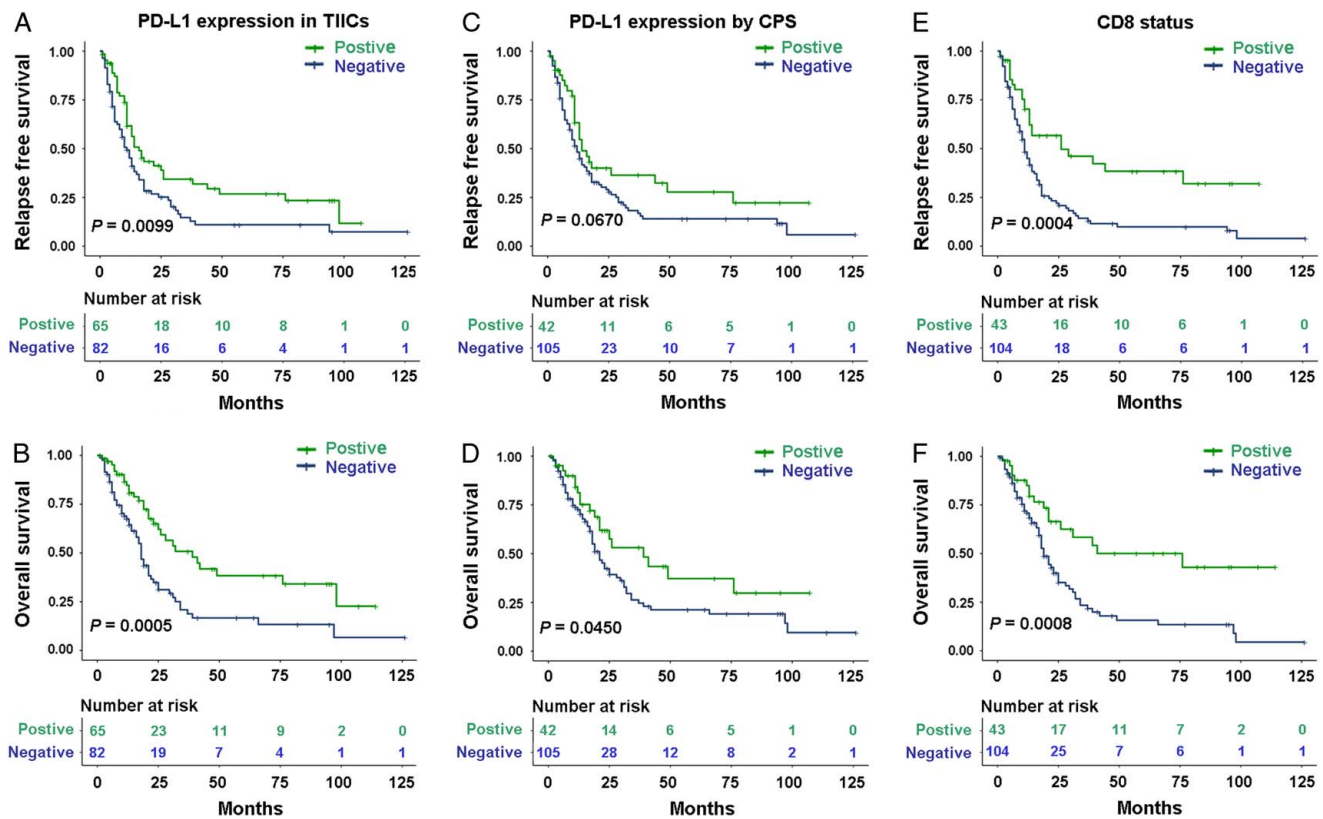 A PD-L1 expression in TIICs
Relapse free survival
1.00
0.75
0.50
0.25
0.00
Postive
Negative
P = 0.0099
0 25 50 75 100 125
Number at risk
Postive 65 18 10 8 1 0
Negative 82 16 6 4 1 1
0 25 50 75 100 125
Months
C PD-L1 expression by CPS
Relapse free survival
1.00
0.75
0.50
0.25
0.00
Postive
Negative
P = 0.0670
0 25 50 75 100 125
Number at risk
Postive 42 11 6 5 1 0
Negative 105 23 10 7 1 1
0 25 50 75 100 125
Months
E CD8 status
Relapse free survival
1.00
0.75
0.50
0.25
0.00
Postive
Negative
P = 0.0004
0 25 50 75 100 125
Number at risk
Postive 43 16 10 6 1 0
Negative 104 18 6 6 1 1
0 25 50 75 100 125
Months
B
Overall survival
1.00
0.75
0.50
0.25
0.00
Postive
Negative
P = 0.0005
0 25 50 75 100 125
Number at risk
Postive 65 23 11 9 2 0
Negative 82 19 7 4 1 1
0 25 50 75 100 125
Months
D
Overall survival
1.00
0.75
0.50
0.25
0.00
Postive
Negative
P = 0.0450
0 25 50 75 100 125
Number at risk
Postive 42 14 6 5 1 0
Negative 105 28 12 8 2 1
0 25 50 75 100 125
Months
F
Overall survival
1.00
0.75
0.50
0.25
0.00
Postive
Negative
P = 0.0008
0 25 50 75 100 125
Number at risk
Postive 43 17 11 7 2 0
Negative 104 25 7 6 1 1
0 25 50 75 100 125
Months